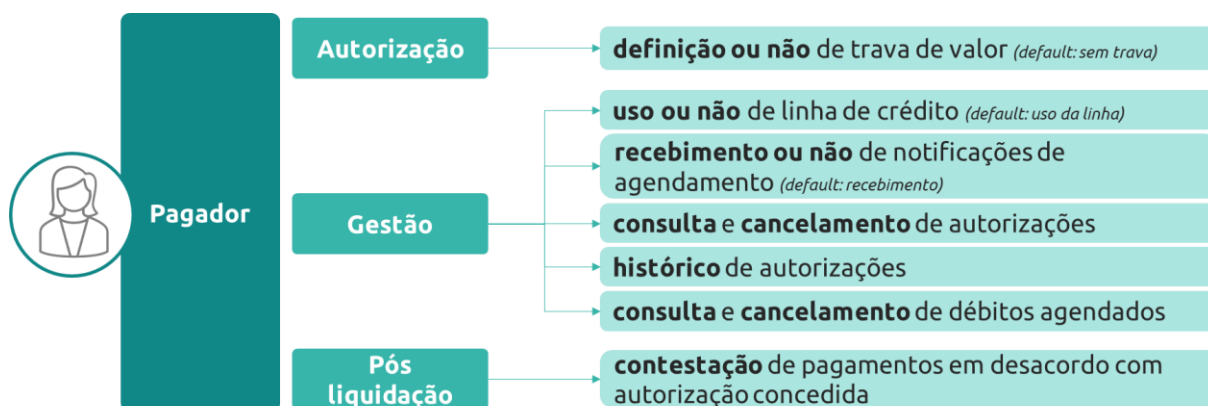 Pagador
Autorização
definição ou não de trava de valor (default: sem trava)
Gestão
uso ou não de linha de crédito (default: uso da linha)
recebimento ou não de notificações de
agendamento (default: recebimento)
consulta e cancelamento de autorizações
histórico de autorizações
consulta e cancelamento de débitos agendados
Pós
liquidação
contestação de pagamentos em desacordo com
autorização concedida